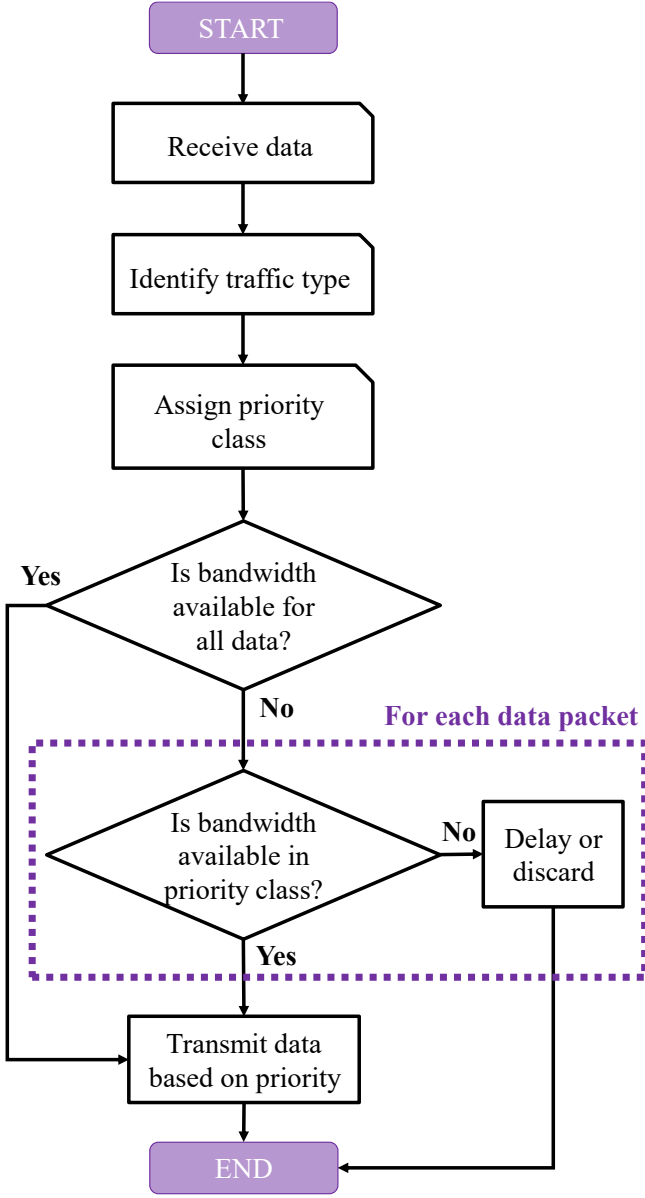 START
Receive data
Identify traffic type
Assign priority
class
Yes
Is bandwidth
available for
all data?
No
For each data packet
Is bandwidth
available in
priority class?
No
Delay or
discard
Yes
Transmit data
based on priority
END